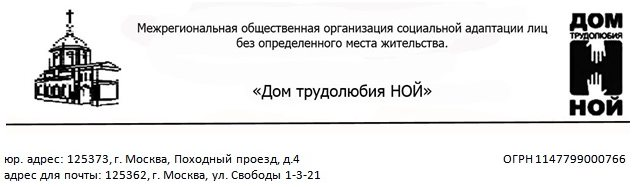 Межрегиональная общественная организация социальной адаптации лиц
без определенного места жительства.
«Дом трудолюбия НОЙ»
ДОМ
ТРУДОЛЮБИЯ
НОЙ
юр. адрес: 125373, г. Москва, Походный проезд, д.4
ОГРН 1147799000766
адрес для почты: 125362, г. Москва, ул. Свободы 1-3-21